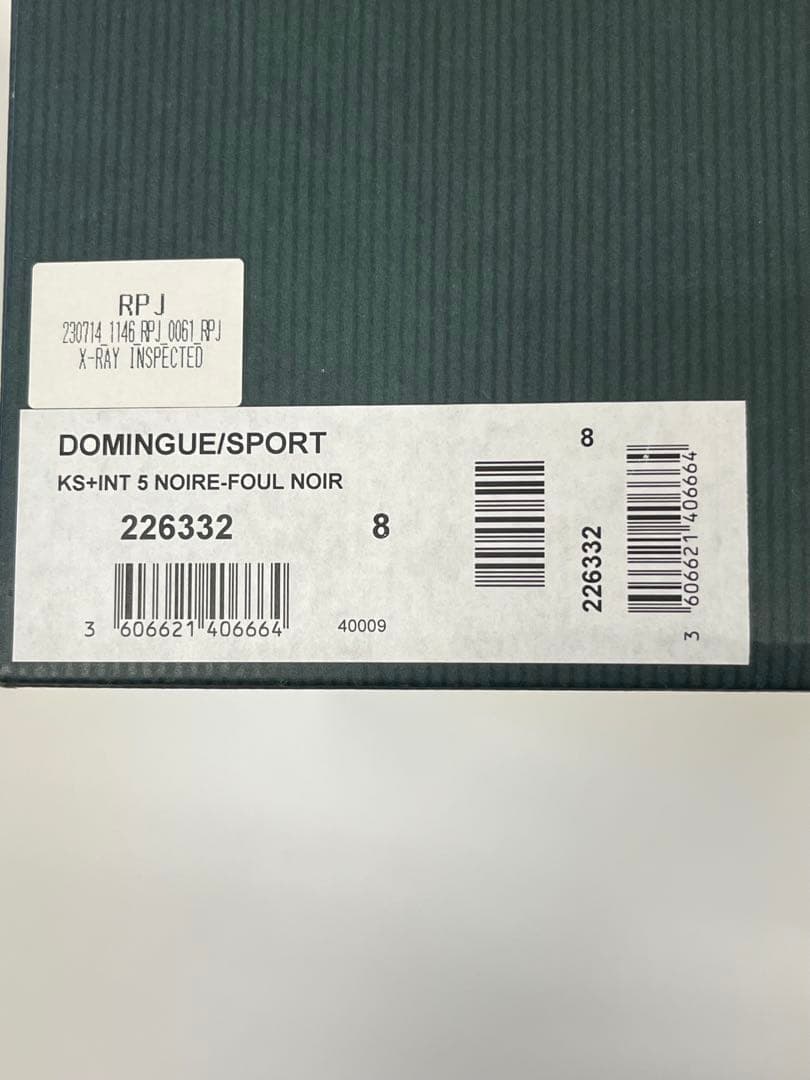 RPJ
230714_1146_RPJ_0061_RPJ
X-RAY INSPECTED
DOMINGUE/SPORT
KS+INT 5 NOIRE-FOUL NOIR
226332 8
3 606621 406664
40009
8
226332
3 606621 406664